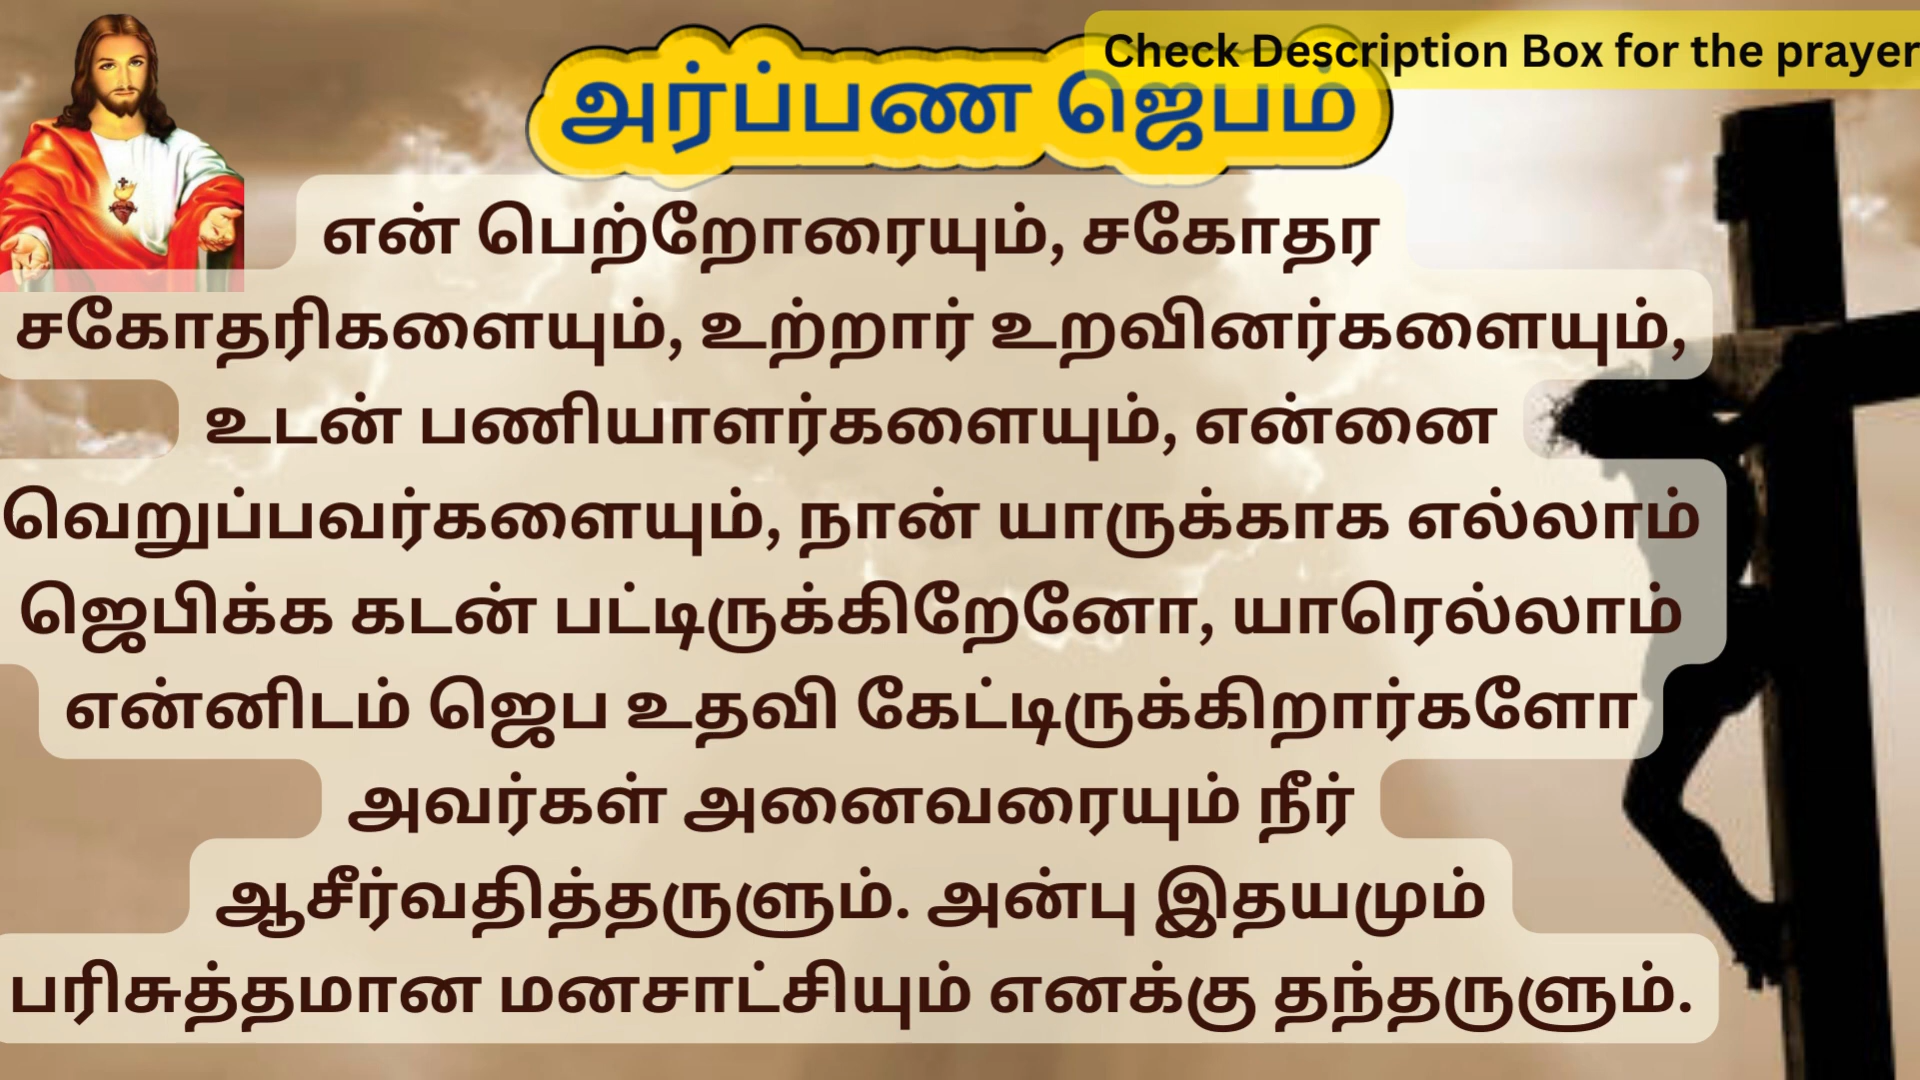 Check Description Box for the prayer
அர்ப்பண ஜெபம்
என் பெற்றோரையும், சகோதர
சகோதரிகளையும், உற்றார் உறவினர்களையும்,
உடன் பணியாளர்களையும், என்னை
வெறுப்பவர்களையும், நான் யாருக்காக எல்லாம்
ஜெபிக்க கடன் பட்டிருக்கிறேனோ, யாரெல்லாம்
என்னிடம் ஜெப உதவி கேட்டிருக்கிறார்களோ
அவர்கள் அனைவரையும் நீர்
ஆசீர்வதித்தருளும். அன்பு இதயமும்
பரிசுத்தமான மனசாட்சியும் எனக்கு தந்தருளும்.